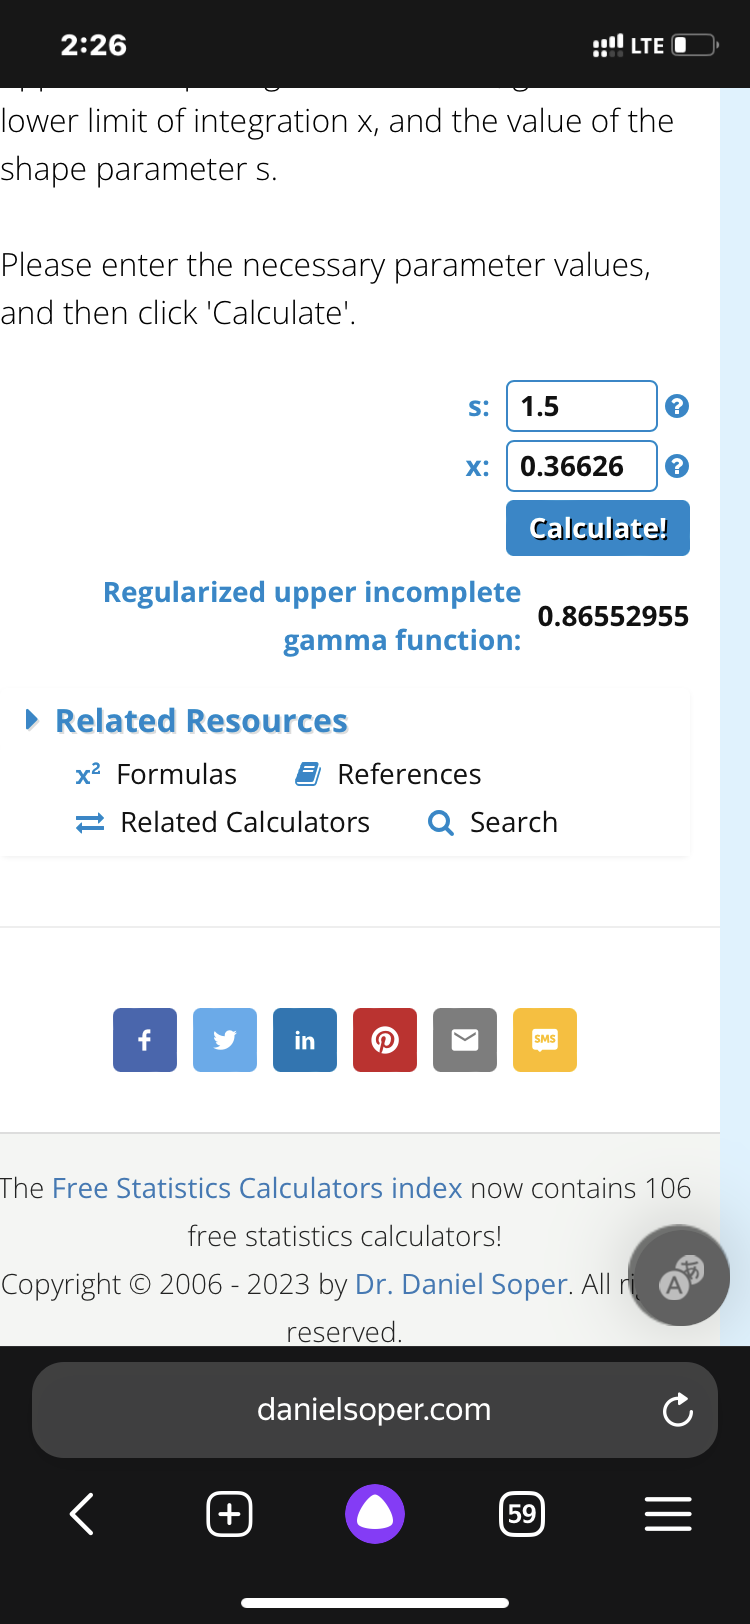 2:26
LTE
lower limit of integration x, and the value of the
shape parameter s.
Please enter the necessary parameter values,
and then click 'Calculate'.
s: 1.5 ?
x: 0.36626 ?
Calculate!
Regularized upper incomplete
gamma function: 0.86552955
Related Resources
x² Formulas References
Related Calculators Search
f in SMS
The Free Statistics Calculators index now contains 106
free statistics calculators!
Copyright © 2006 - 2023 by Dr. Daniel Soper. All
reserved.
A あ
danielsoper.com
59